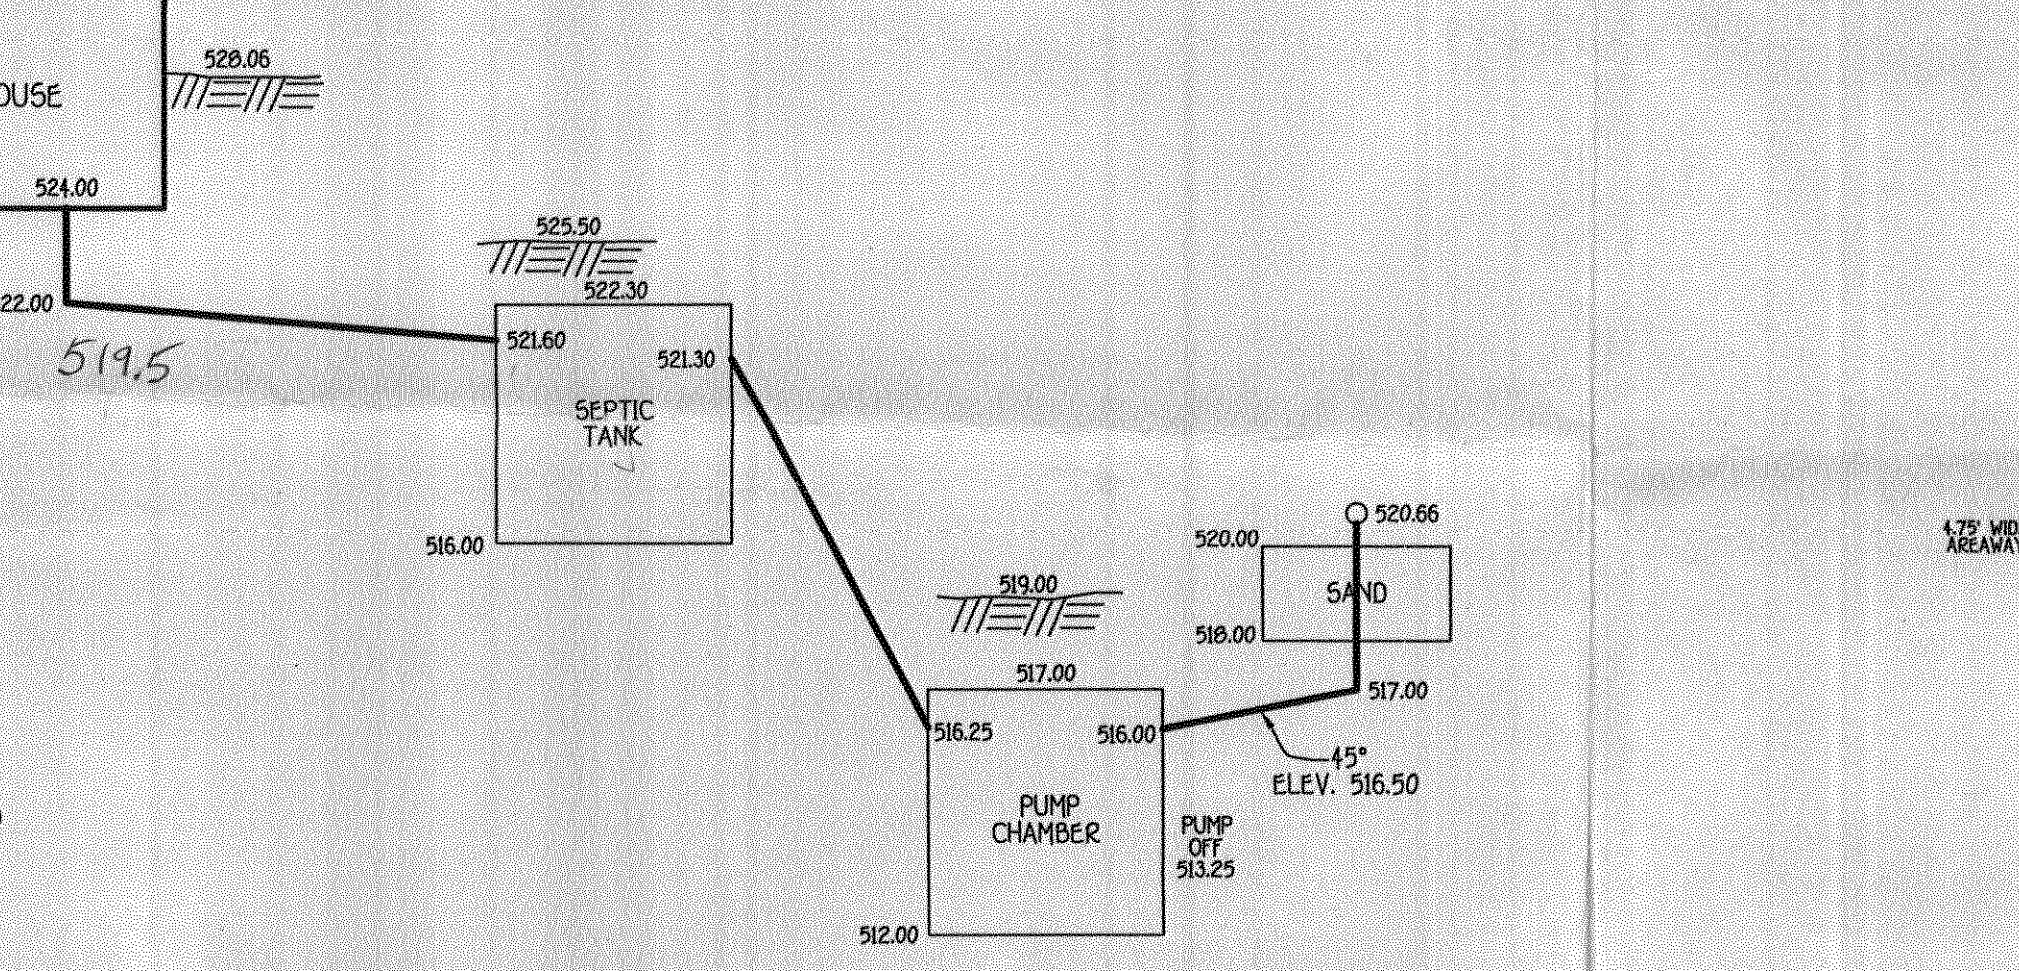 528.06
OUSE
524.00
525.50
522.30
22.00
521.60
519.5
521.30
SEPTIC
TANK
516.00
520.66
520.00
4.75' WID
AREAWAY
519.00
SAND
518.00
517.00
517.00
516.25
516.00
45°
ELEV. 516.50
PUMP
CHAMBER
PUMP
OFF
513.25
512.00